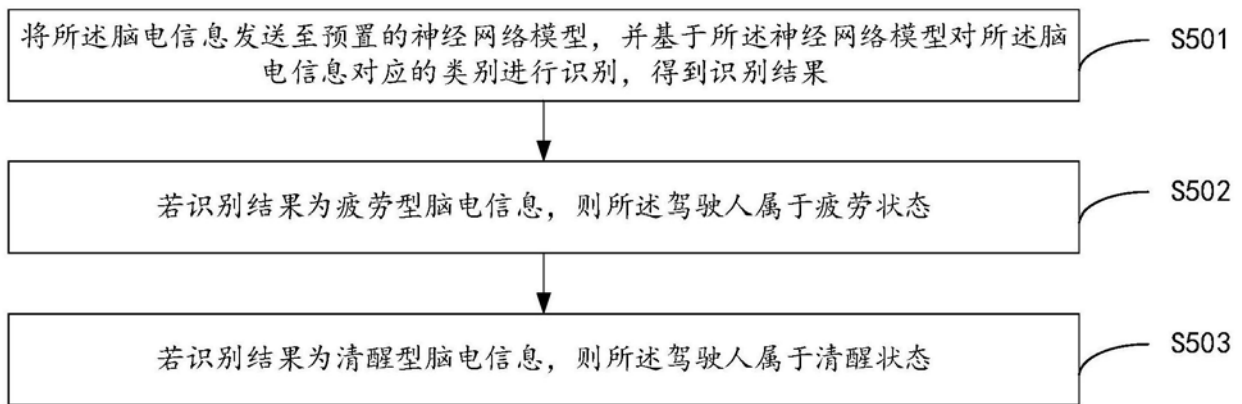 将所述脑电信息发送至预置的神经网络模型，并基于所述神经网络模型对所述脑
电信息对应的类别进行识别，得到识别结果
S501
若识别结果为疲劳型脑电信息，则所述驾驶人属于疲劳状态
S502
若识别结果为清醒型脑电信息，则所述驾驶人属于清醒状态
S503